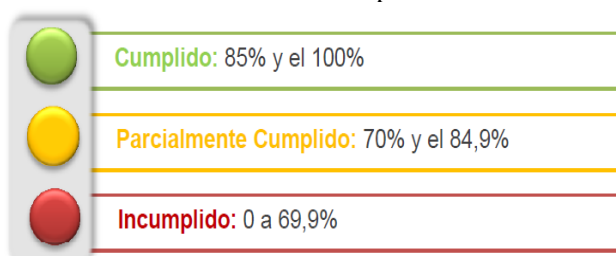 Cumplido: 85% y el 100%
Parcialmente Cumplido: 70% y el 84,9%
Incumplido: 0 a 69,9%